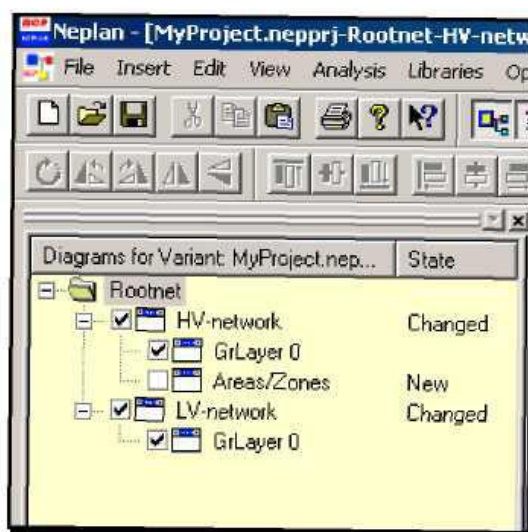 Neplan - [MyProject.nepprj-Rootnet-HV-netw
File Insert Edit View Analysis Libraries Op
Diagrams for Variant: MyProject.nep... State
Rootnet
HV-network Changed
GrLayer 0
Areas/Zones New
LV-network Changed
GrLayer 0